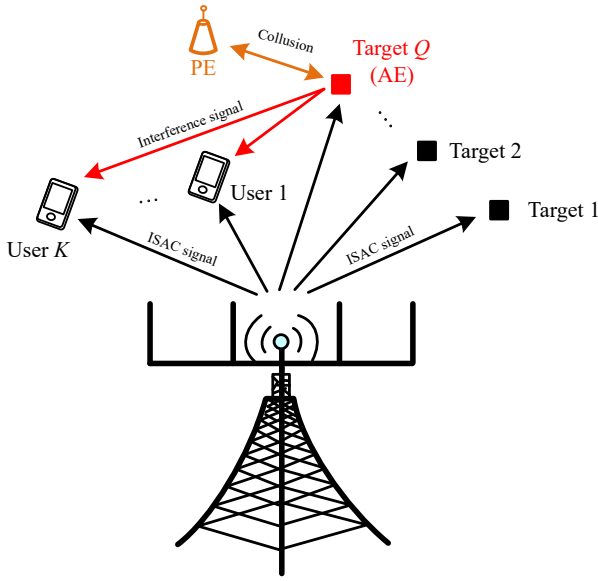 Collusion
PE
Target Q
(AE)
Interference signal
Target 2
User 1
Target 1
User K
ISAC signal
ISAC signal